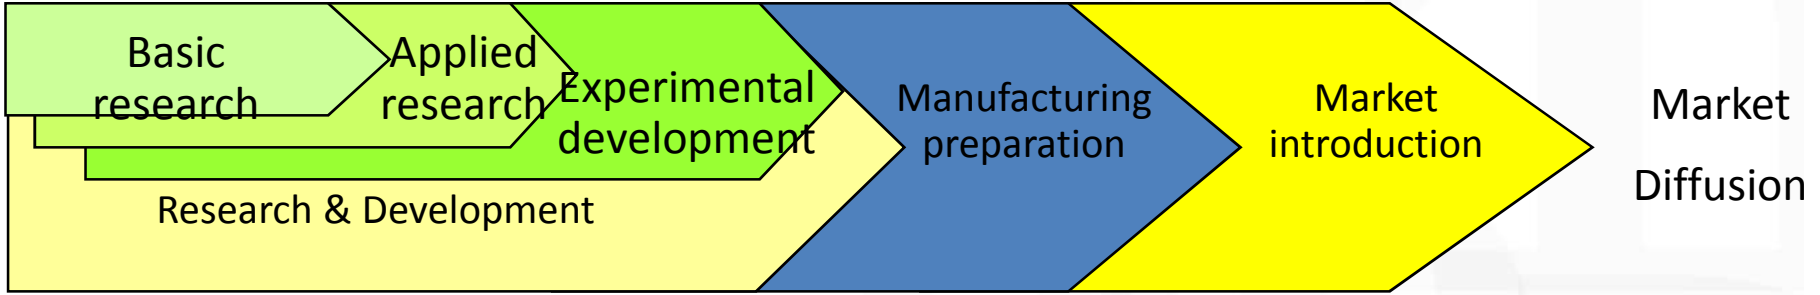 Basic
research
Applied
research
Experimental
development
Research & Development
Manufacturing
preparation
Market
introduction
Market
Diffusion